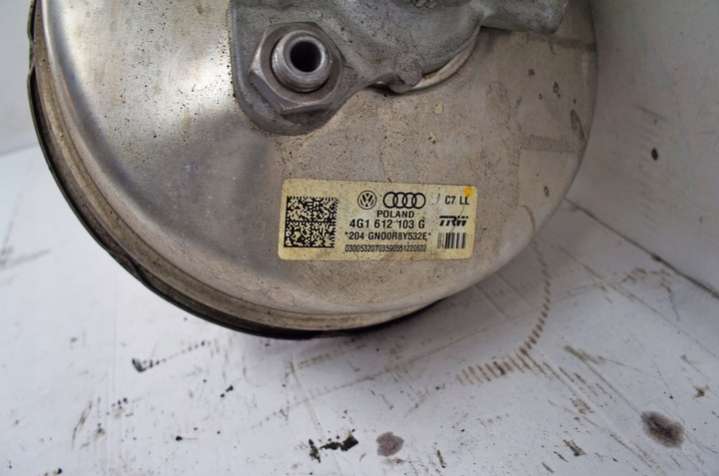 C7 LL
POLAND
4G1 612 103 G
TRW
*204 GN00R8Y532E*